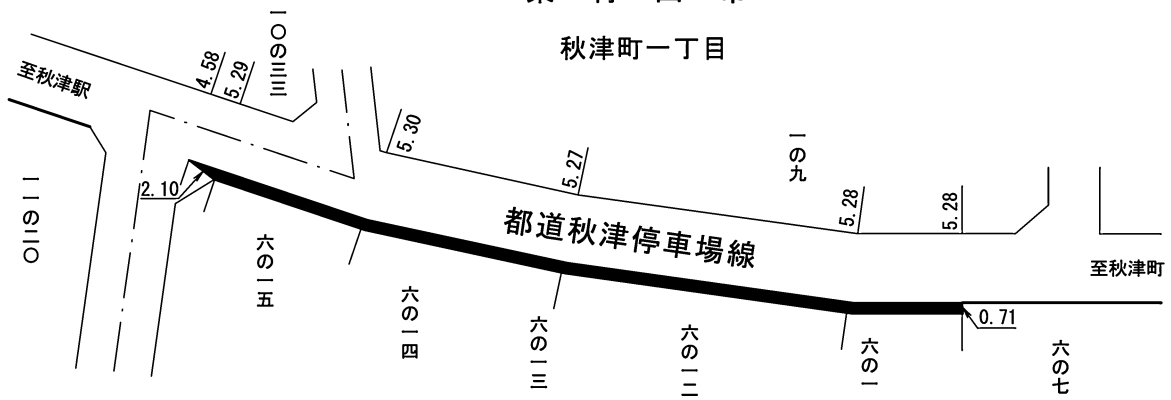 秋津町一丁目
至秋津駅
4.58
5.29
一〇の三三
5.30
5.27
一の九
5.28
5.28
2.10
一一の二〇
都道秋津停車場線
至秋津町
0.71
六の一五
六の一四
六の一三
六の一二
六の一
六の七